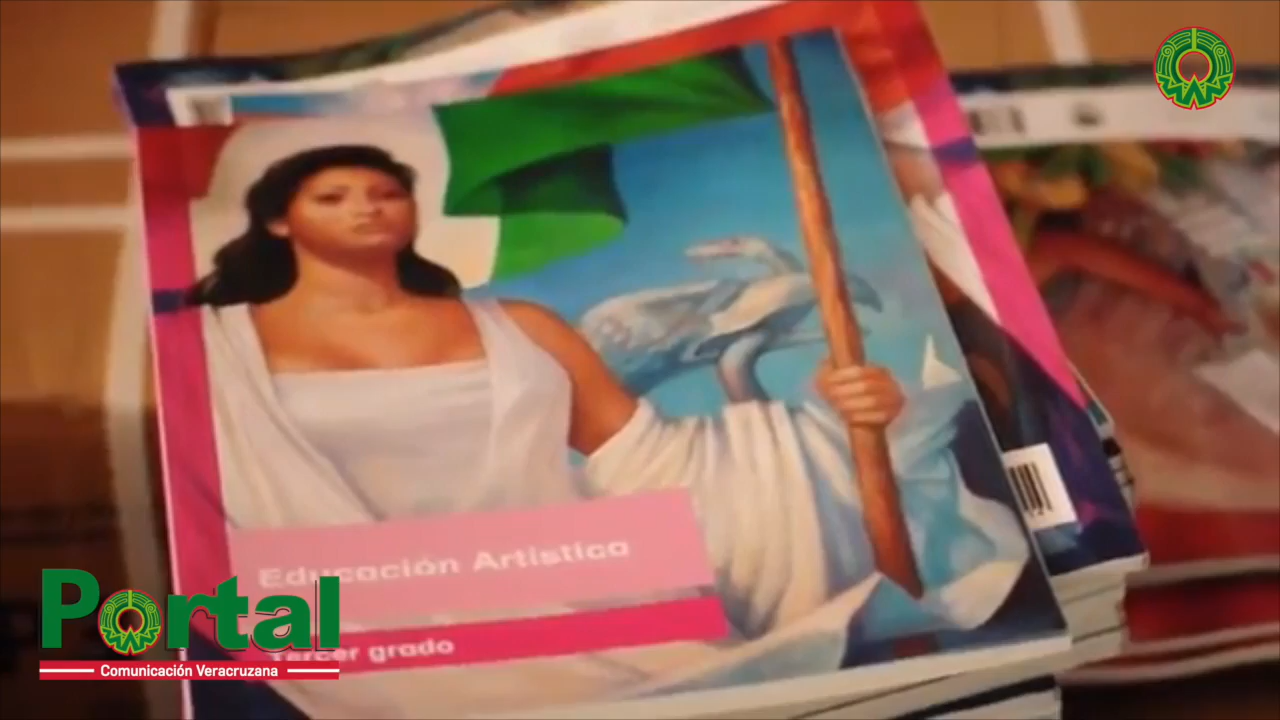 Educación Artística
Tercer grado
Portal
Comunicación Veracruzana